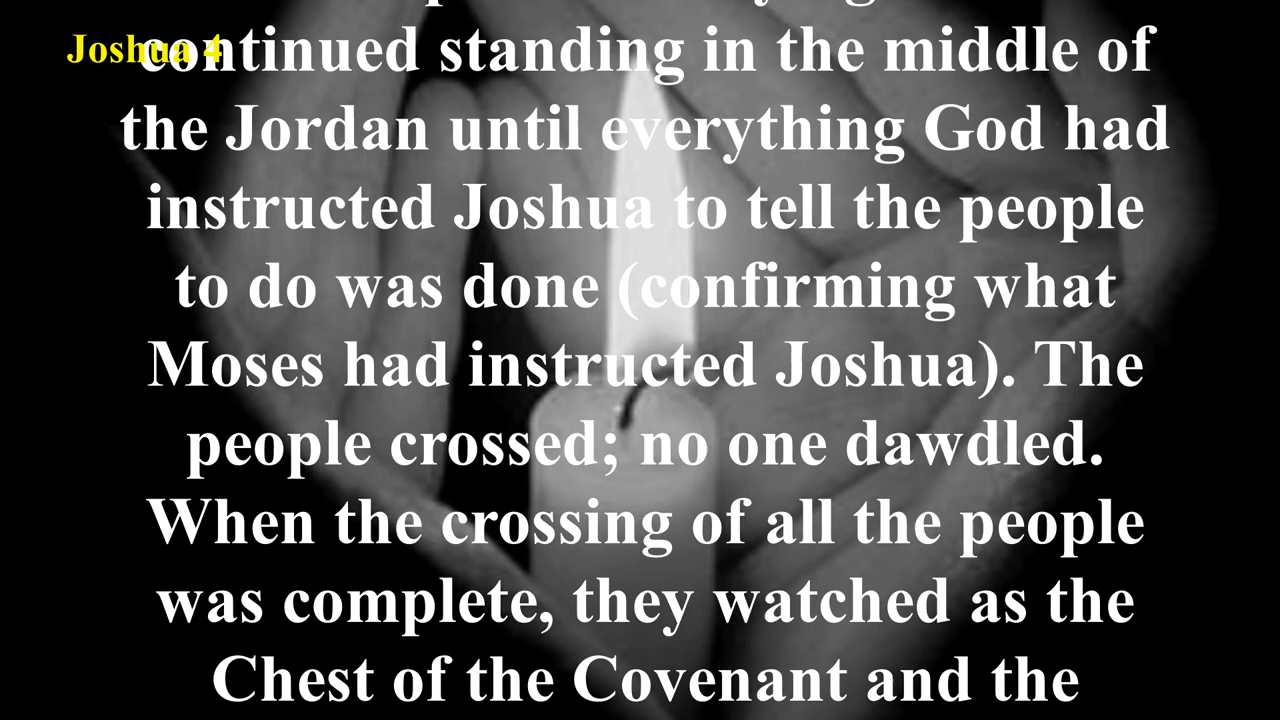 Joshua 4
continued standing in the middle of
the Jordan until everything God had
instructed Joshua to tell the people
to do was done (confirming what
Moses had instructed Joshua). The
people crossed; no one dawdled.
When the crossing of all the people
was complete, they watched as the
Chest of the Covenant and the